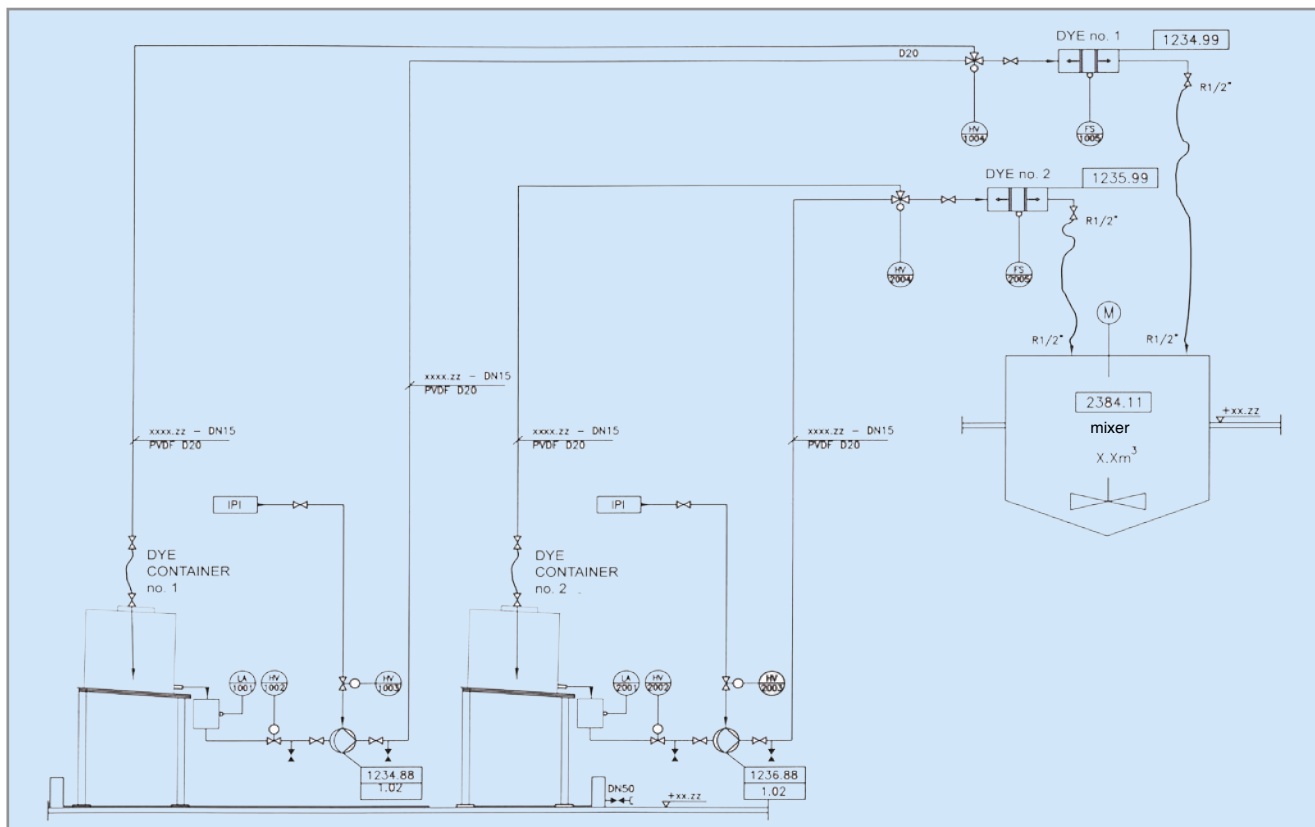 DYE no. 1
1234.99
D20
R1/2"
HV
1004
FS
1005
DYE no. 2
1235.99
R1/2"
HV
2004
FS
2005
M
R1/2"
R1/2"
xxxx.zz - DN15
PVDF D20
2384.11
mixer
X.Xm³
+xx.zz
xxxx.zz - DN15
PVDF D20
xxxx.zz - DN15
PVDF D20
xxxx.zz - DN15
PVDF D20
IPI
IPI
DYE
CONTAINER
no. 1
DYE
CONTAINER
no. 2
LA
1001
HV
1002
HV
1003
LA
2001
HV
2002
HV
2003
1234.88
1.02
1236.88
1.02
DN50
+xx.zz